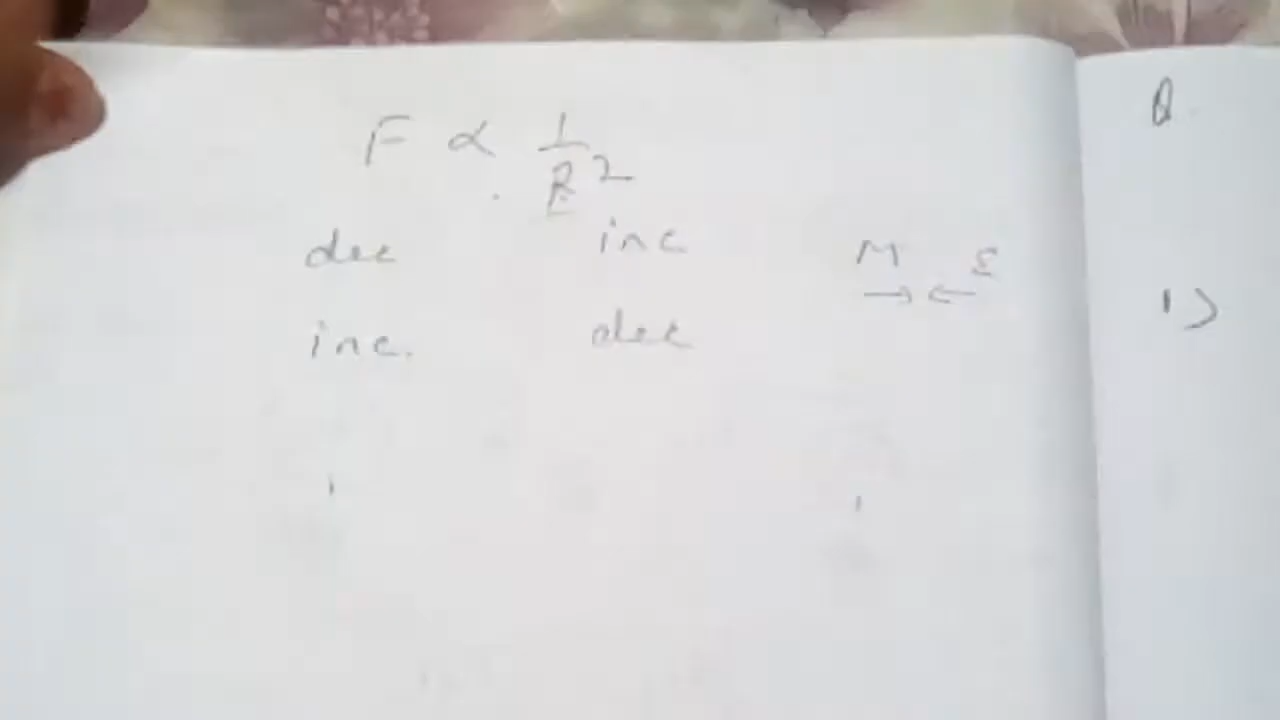 F ∝ 1/R²
dec inc
M E
→ ←
inc. dec
Q.
1)